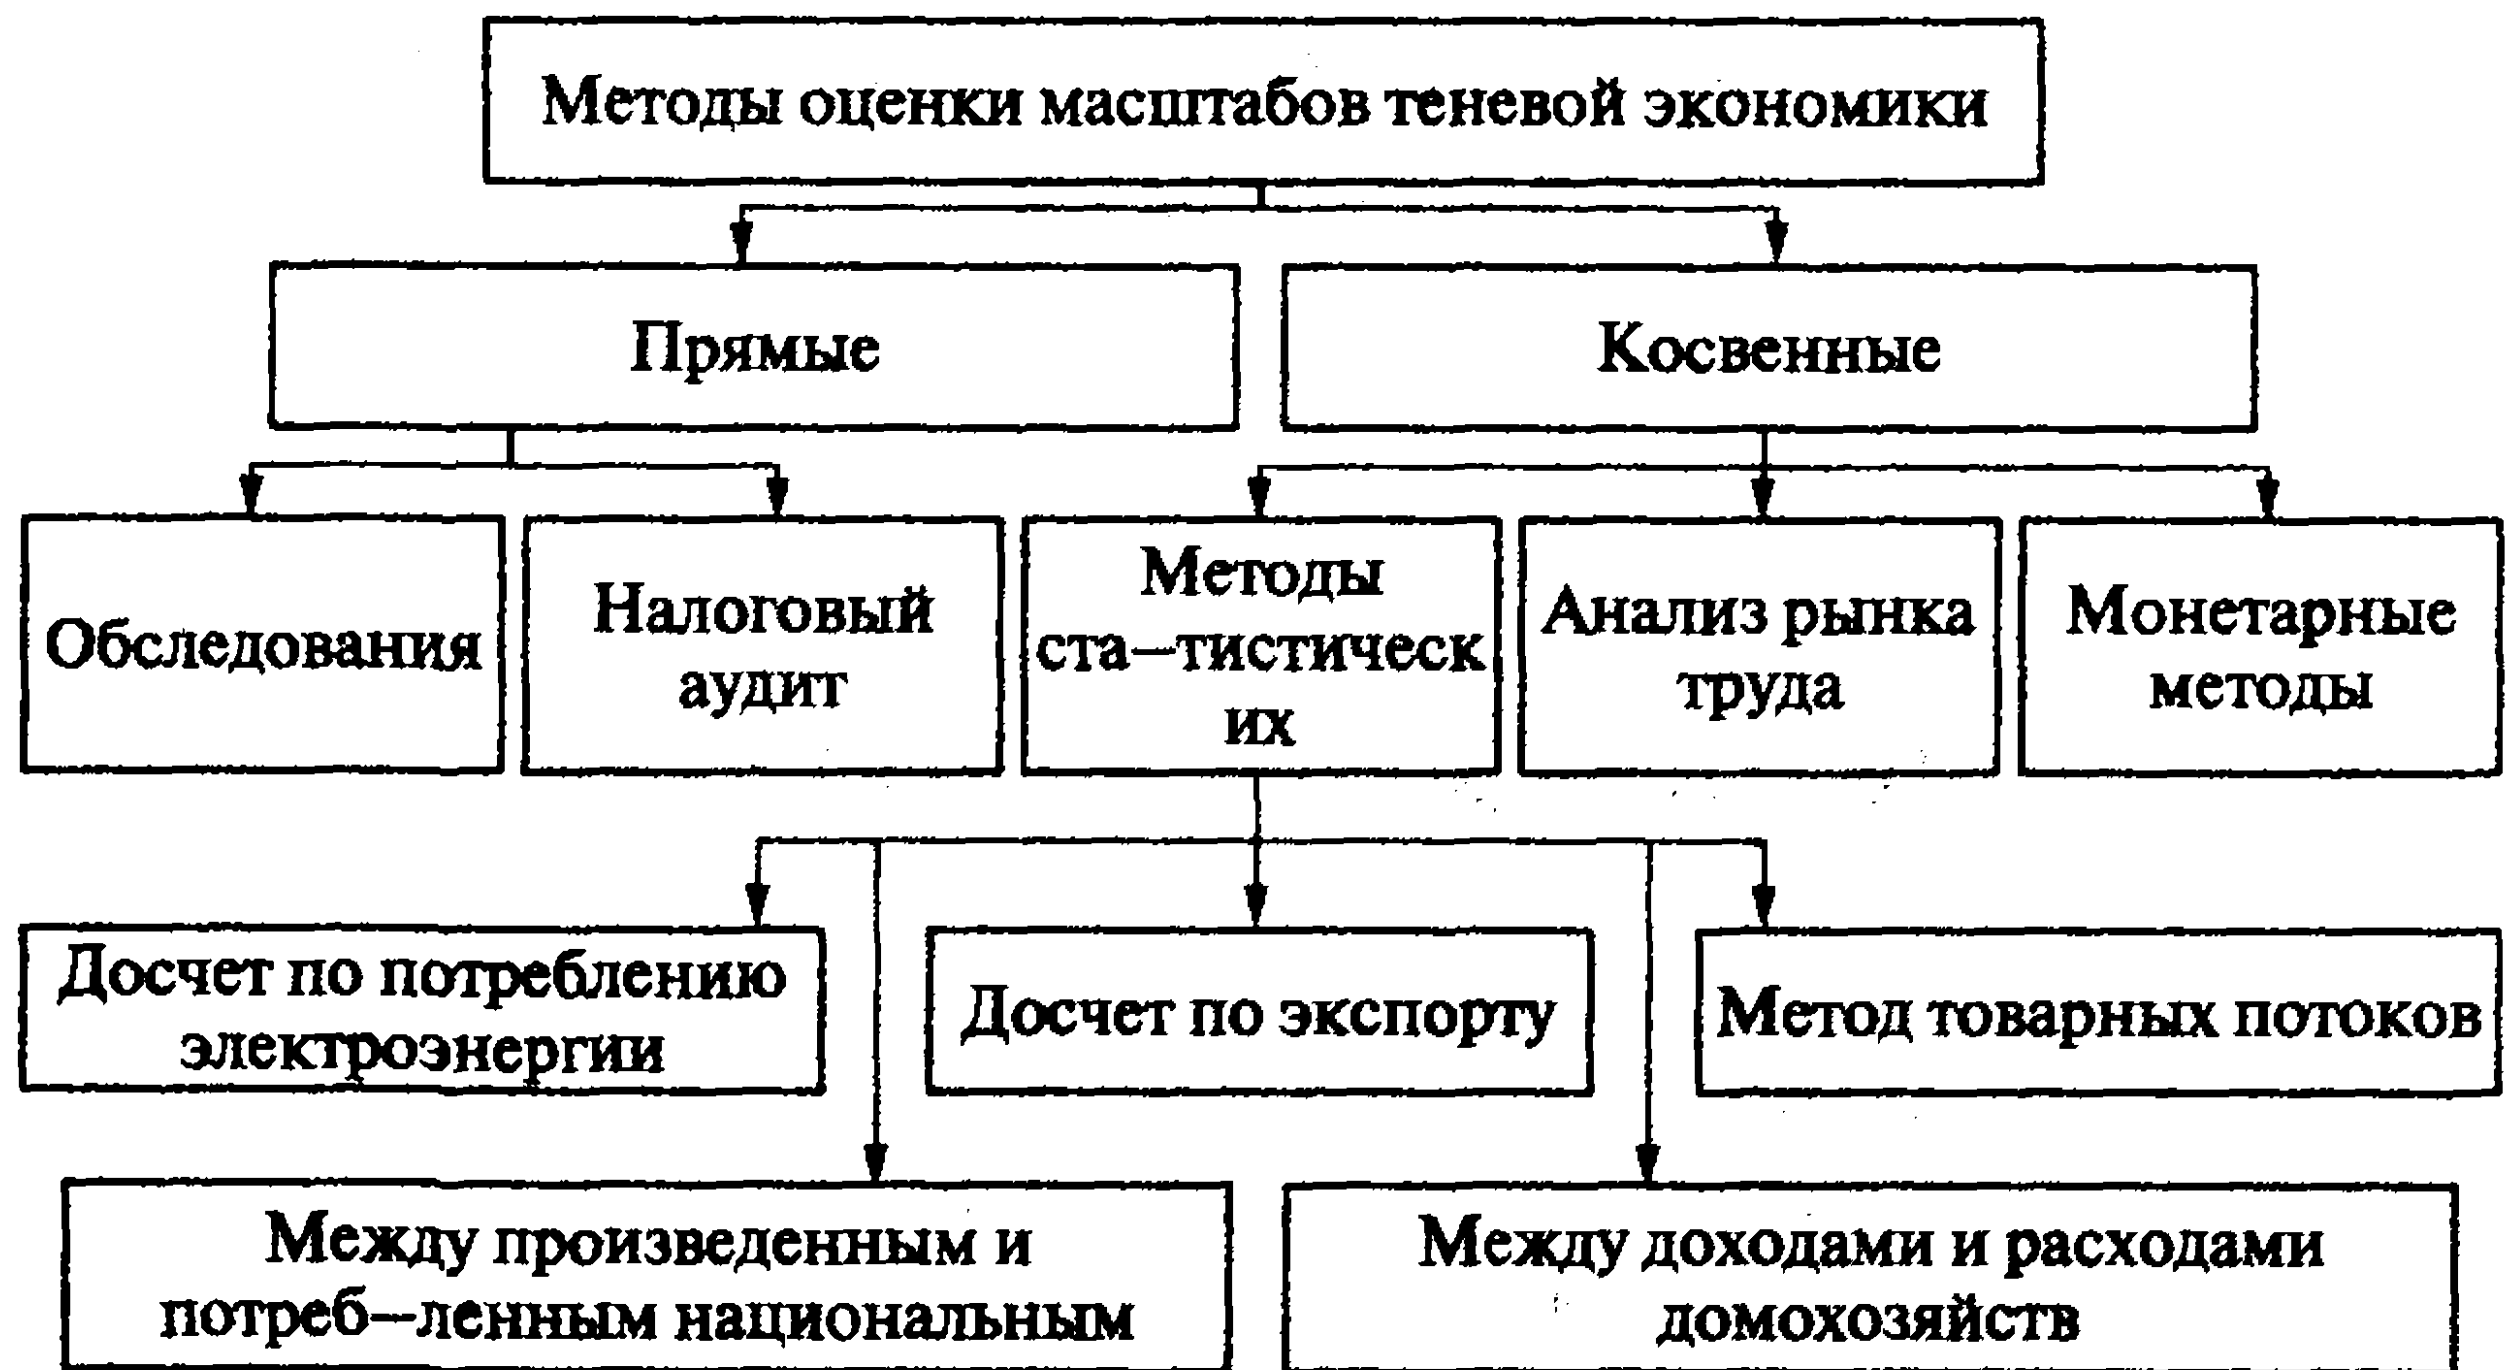 Методы оценки масштабов теневой экономики
Прямые
Косвенные
Обследования
Налоговый
аудит
Методы
ста–тистическ
их
Анализ рынка
труда
Монетарные
методы
Досчет по потреблению
электроэнергии
Досчет по экспорту
Метод товарных потоков
Между произведенным и
потреб–ленным национальным
Между доходами и расходами
домохозяйств